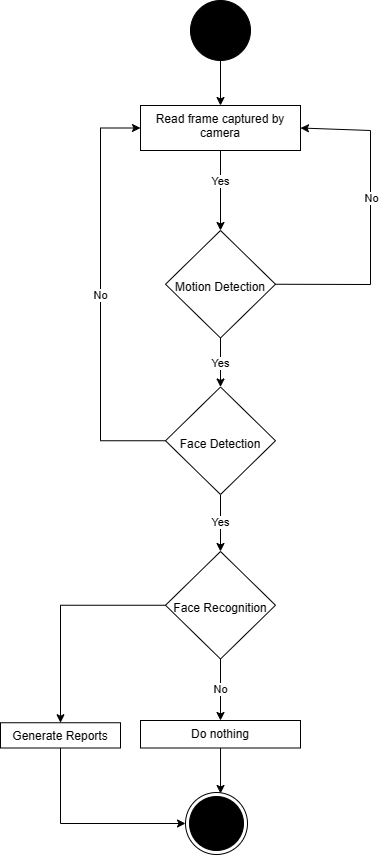 Read frame captured by
camera
Yes
No
Motion Detection
No
Yes
Face Detection
Yes
Face Recognition
No
Generate Reports
Do nothing